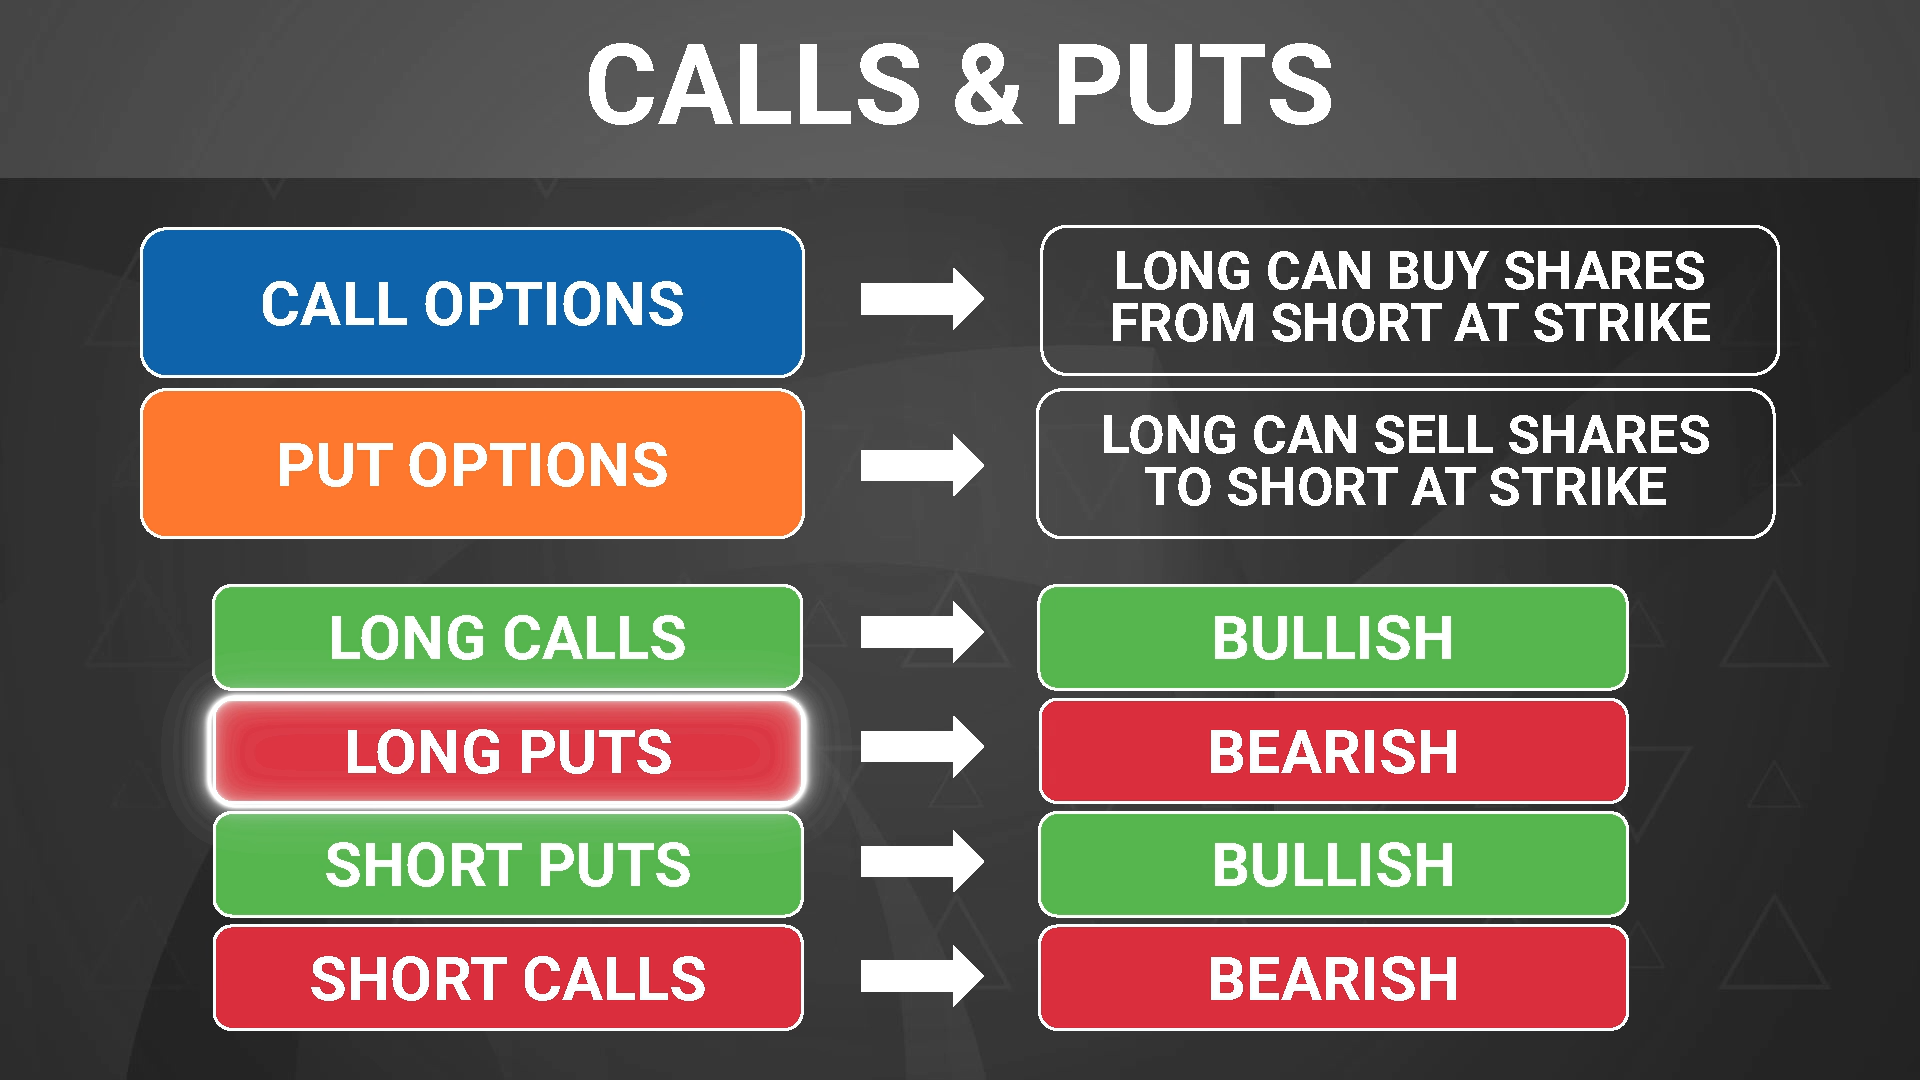 CALLS & PUTS
CALL OPTIONS
LONG CAN BUY SHARES
FROM SHORT AT STRIKE
PUT OPTIONS
LONG CAN SELL SHARES
TO SHORT AT STRIKE
LONG CALLS
BULLISH
LONG PUTS
BEARISH
SHORT PUTS
BULLISH
SHORT CALLS
BEARISH